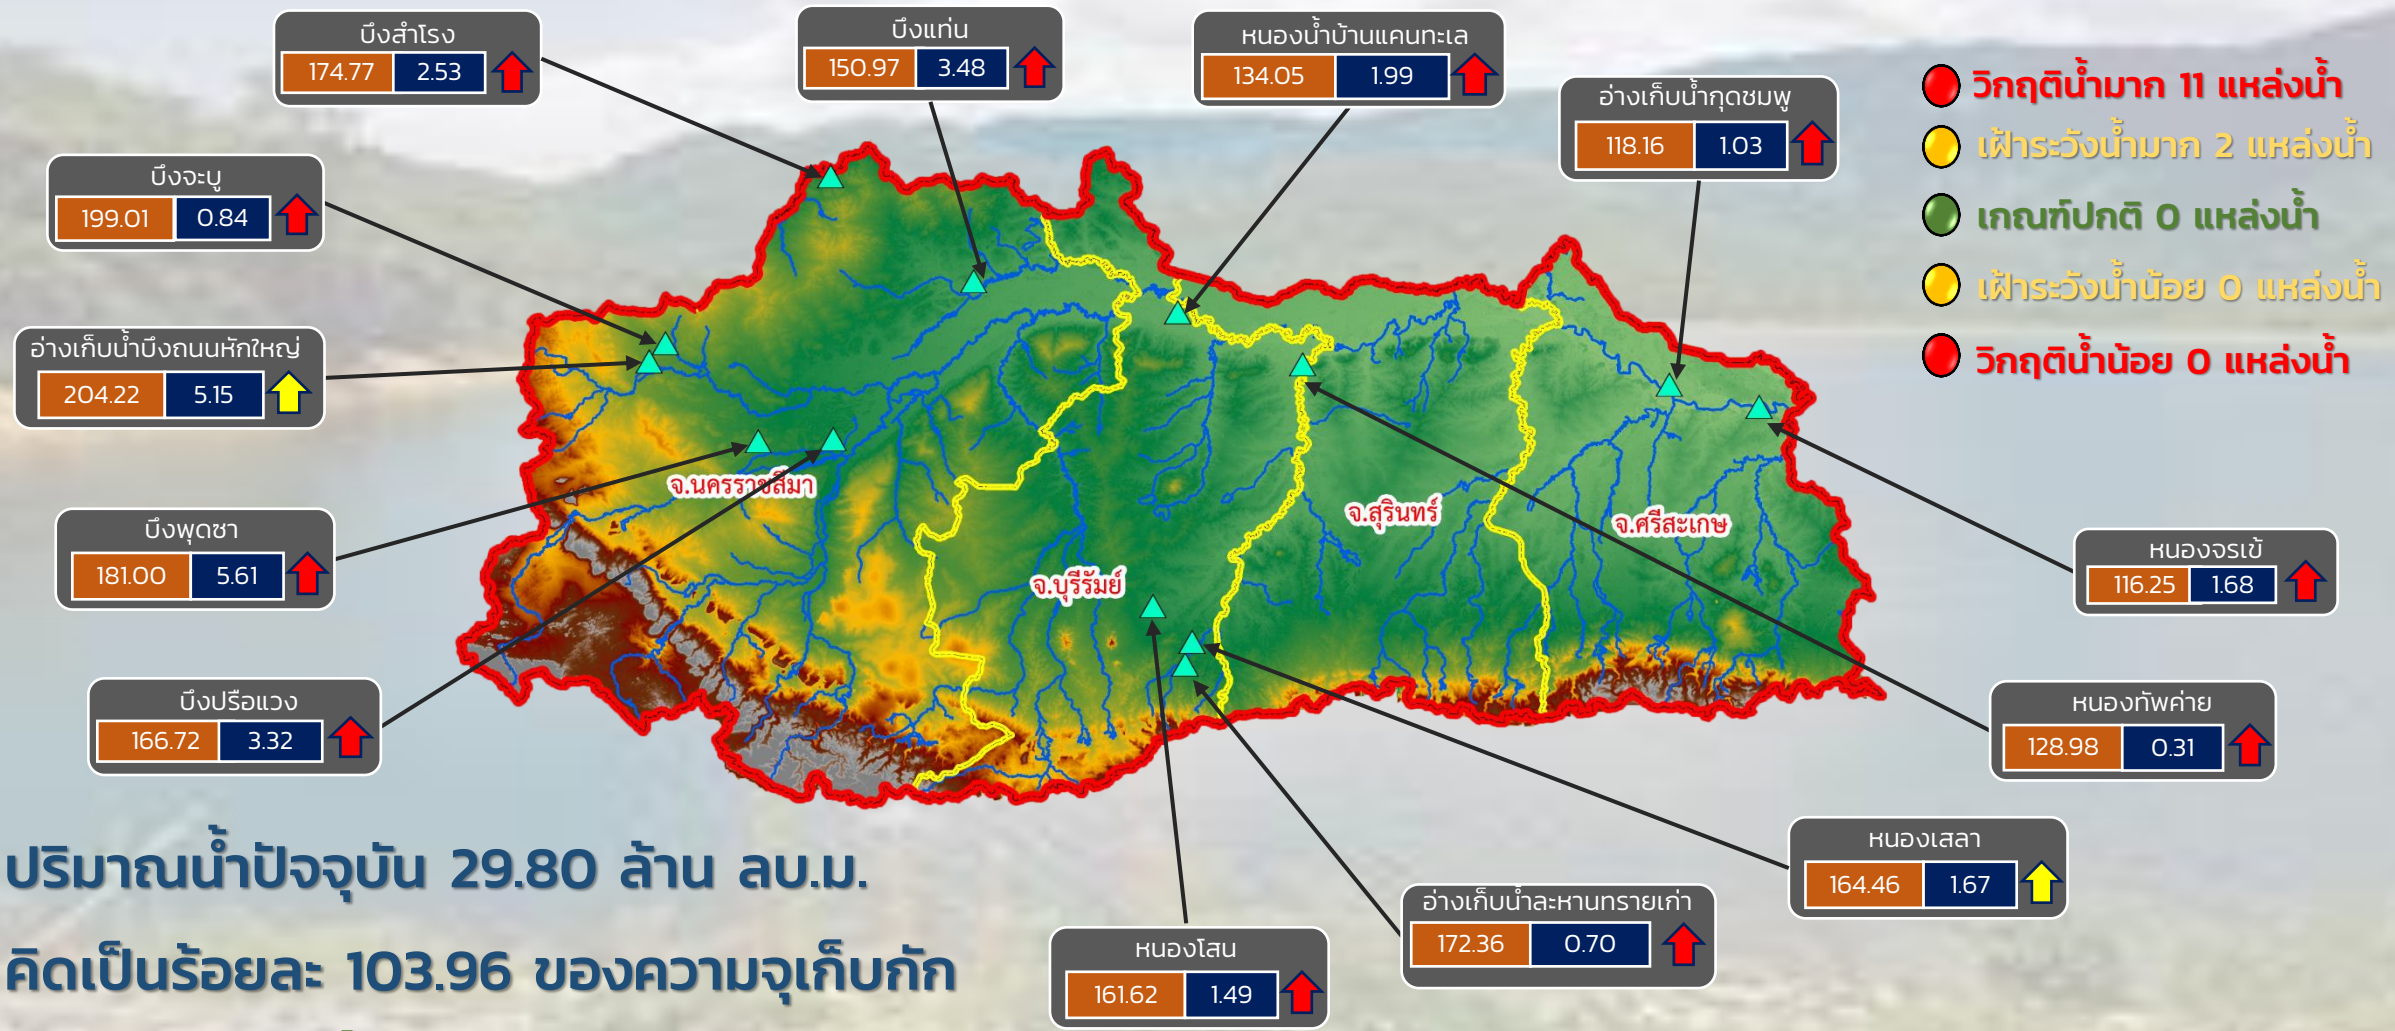 บึงสำโรง
174.77 2.53
บึงแท่น
150.97 3.48
หนองน้ำบ้านแคนทะเล
134.05 1.99
อ่างเก็บน้ำกุดชมพู
118.16 1.03
วิกฤติน้ำมาก 11 แหล่งน้ำ
เฝ้าระวังน้ำมาก 2 แหล่งน้ำ
เกณฑ์ปกติ 0 แหล่งน้ำ
เฝ้าระวังน้ำน้อย 0 แหล่งน้ำ
วิกฤติน้ำน้อย 0 แหล่งน้ำ
บึงจะบู
199.01 0.84
อ่างเก็บน้ำบึงถนนหักใหญ่
204.22 5.15
บึงพุดซา
181.00 5.61
บึงปรือแวง
166.72 3.32
จ.นครราชสีมา
จ.บุรีรัมย์
จ.สุรินทร์
จ.ศรีสะเกษ
หนองจรเข้
116.25 1.68
หนองทัพค่าย
128.98 0.31
หนองเสลา
164.46 1.67
อ่างเก็บน้ำละหานทรายเก่า
172.36 0.70
หนองโสน
161.62 1.49
ปริมาณน้ำปัจจุบัน 29.80 ล้าน ลบ.ม.
คิดเป็นร้อยละ 103.96 ของความจุเก็บกัก